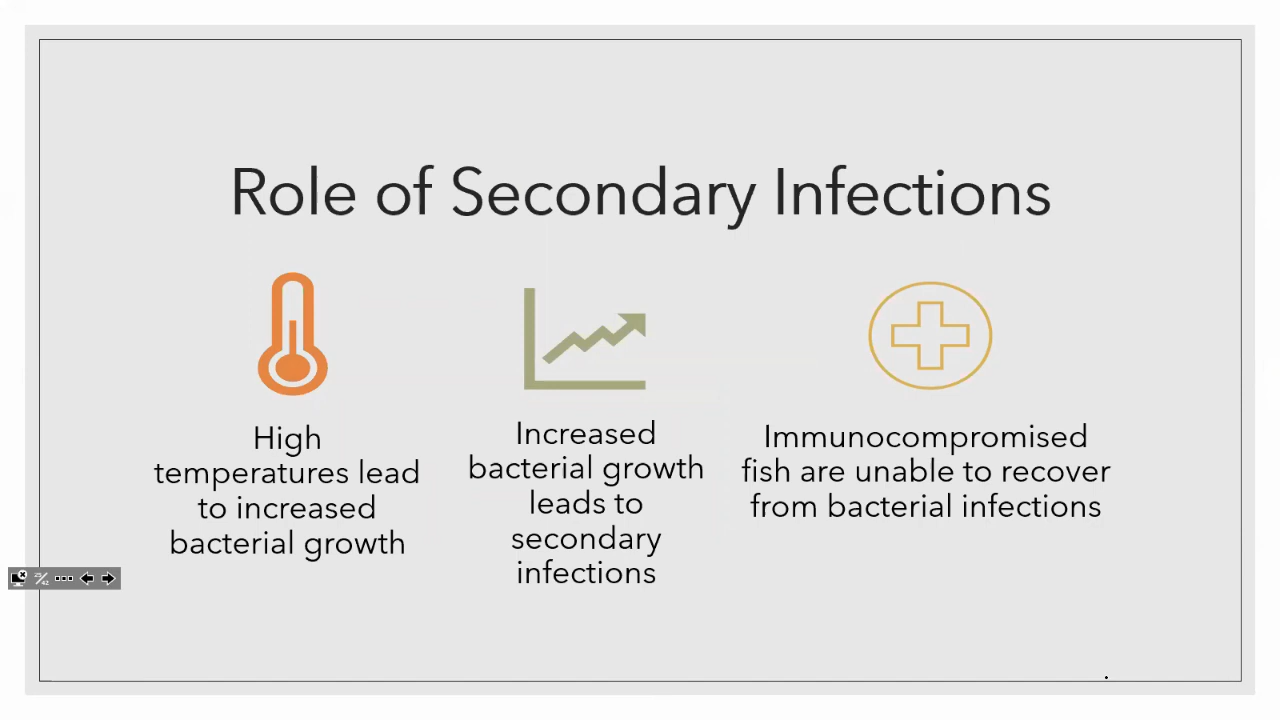 Role of Secondary Infections
High
temperatures lead
to increased
bacterial growth
Increased
bacterial growth
leads to
secondary
infections
Immunocompromised
fish are unable to recover
from bacterial infections